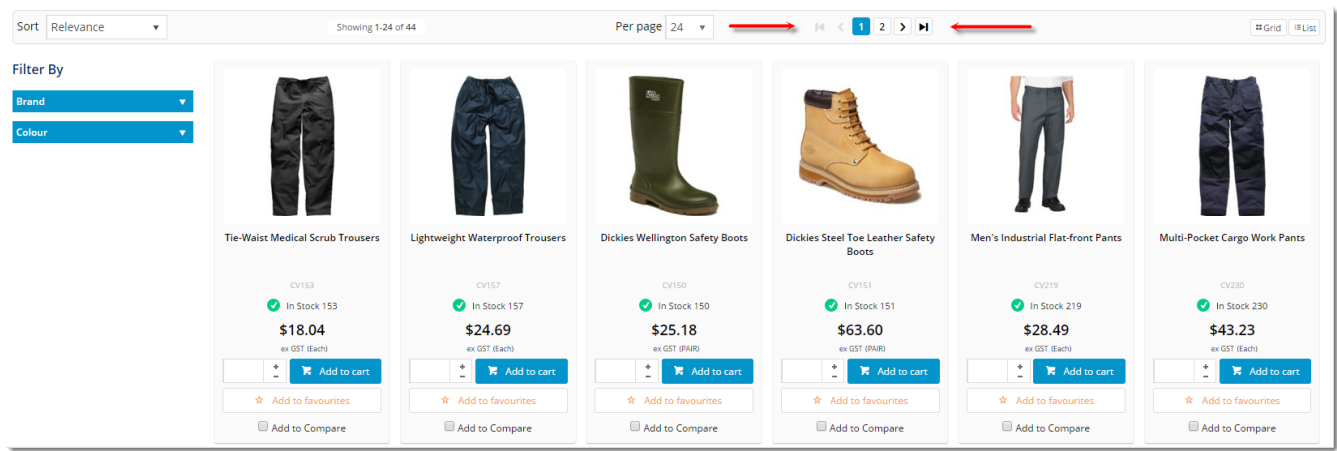 Sort Relevance Showing 1-24 of 44 Per page 24 1 2 Grid List
Filter By
Brand
Colour
Tie-Waist Medical Scrub Trousers
CV153
In Stock 153
$18.04
ex GST (Each)
+
-
Add to cart
Add to favourites
Add to Compare
Lightweight Waterproof Trousers
CV157
In Stock 157
$24.69
ex GST (Each)
+
-
Add to cart
Add to favourites
Add to Compare
Dickies Wellington Safety Boots
CV150
In Stock 150
$25.18
ex GST (PAIR)
+
-
Add to cart
Add to favourites
Add to Compare
Dickies Steel Toe Leather Safety
Boots
CV151
In Stock 151
$63.60
ex GST (PAIR)
+
-
Add to cart
Add to favourites
Add to Compare
Men's Industrial Flat-front Pants
CV219
In Stock 219
$28.49
ex GST (Each)
+
-
Add to cart
Add to favourites
Add to Compare
Multi-Pocket Cargo Work Pants
CV230
In Stock 230
$43.23
ex GST (Each)
+
-
Add to cart
Add to favourites
Add to Compare